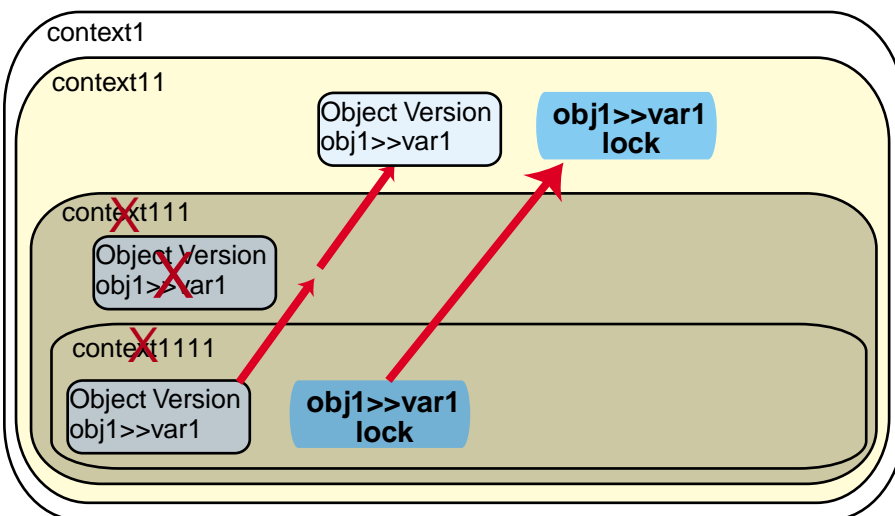 context1
context11
Object Version
obj1>>var1
obj1>>var1
lock
context111
Object Version
obj1>>var1
context1111
Object Version
obj1>>var1
obj1>>var1
lock